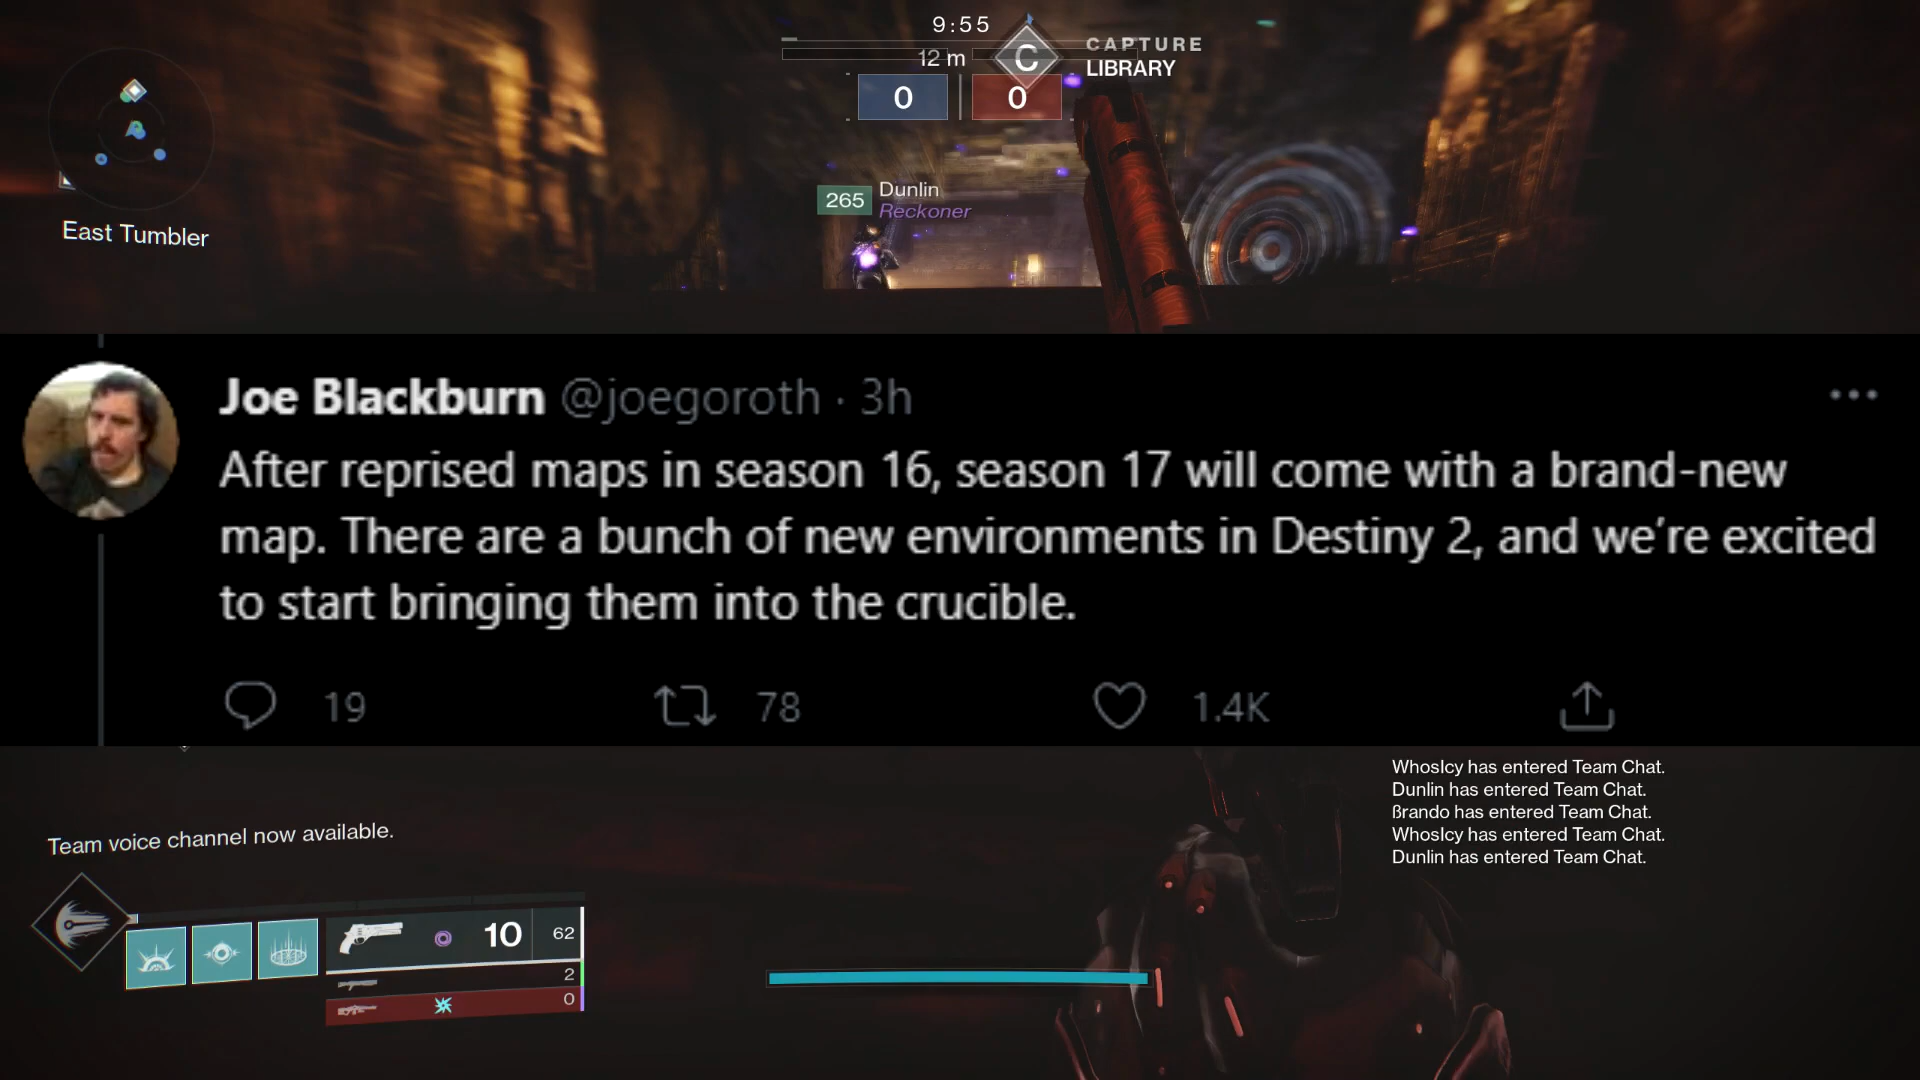 9:55
12 m
C
CAPTURE
LIBRARY
0
0
265
Dunlin
Reckoner
East Tumbler
Joe Blackburn @joegoroth · 3h
After reprised maps in season 16, season 17 will come with a brand-new
map. There are a bunch of new environments in Destiny 2, and we’re excited
to start bringing them into the crucible.
19
78
1.4K
WhosIcy has entered Team Chat.
Dunlin has entered Team Chat.
ßrando has entered Team Chat.
WhosIcy has entered Team Chat.
Dunlin has entered Team Chat.
Team voice channel now available.
10
62
2
0